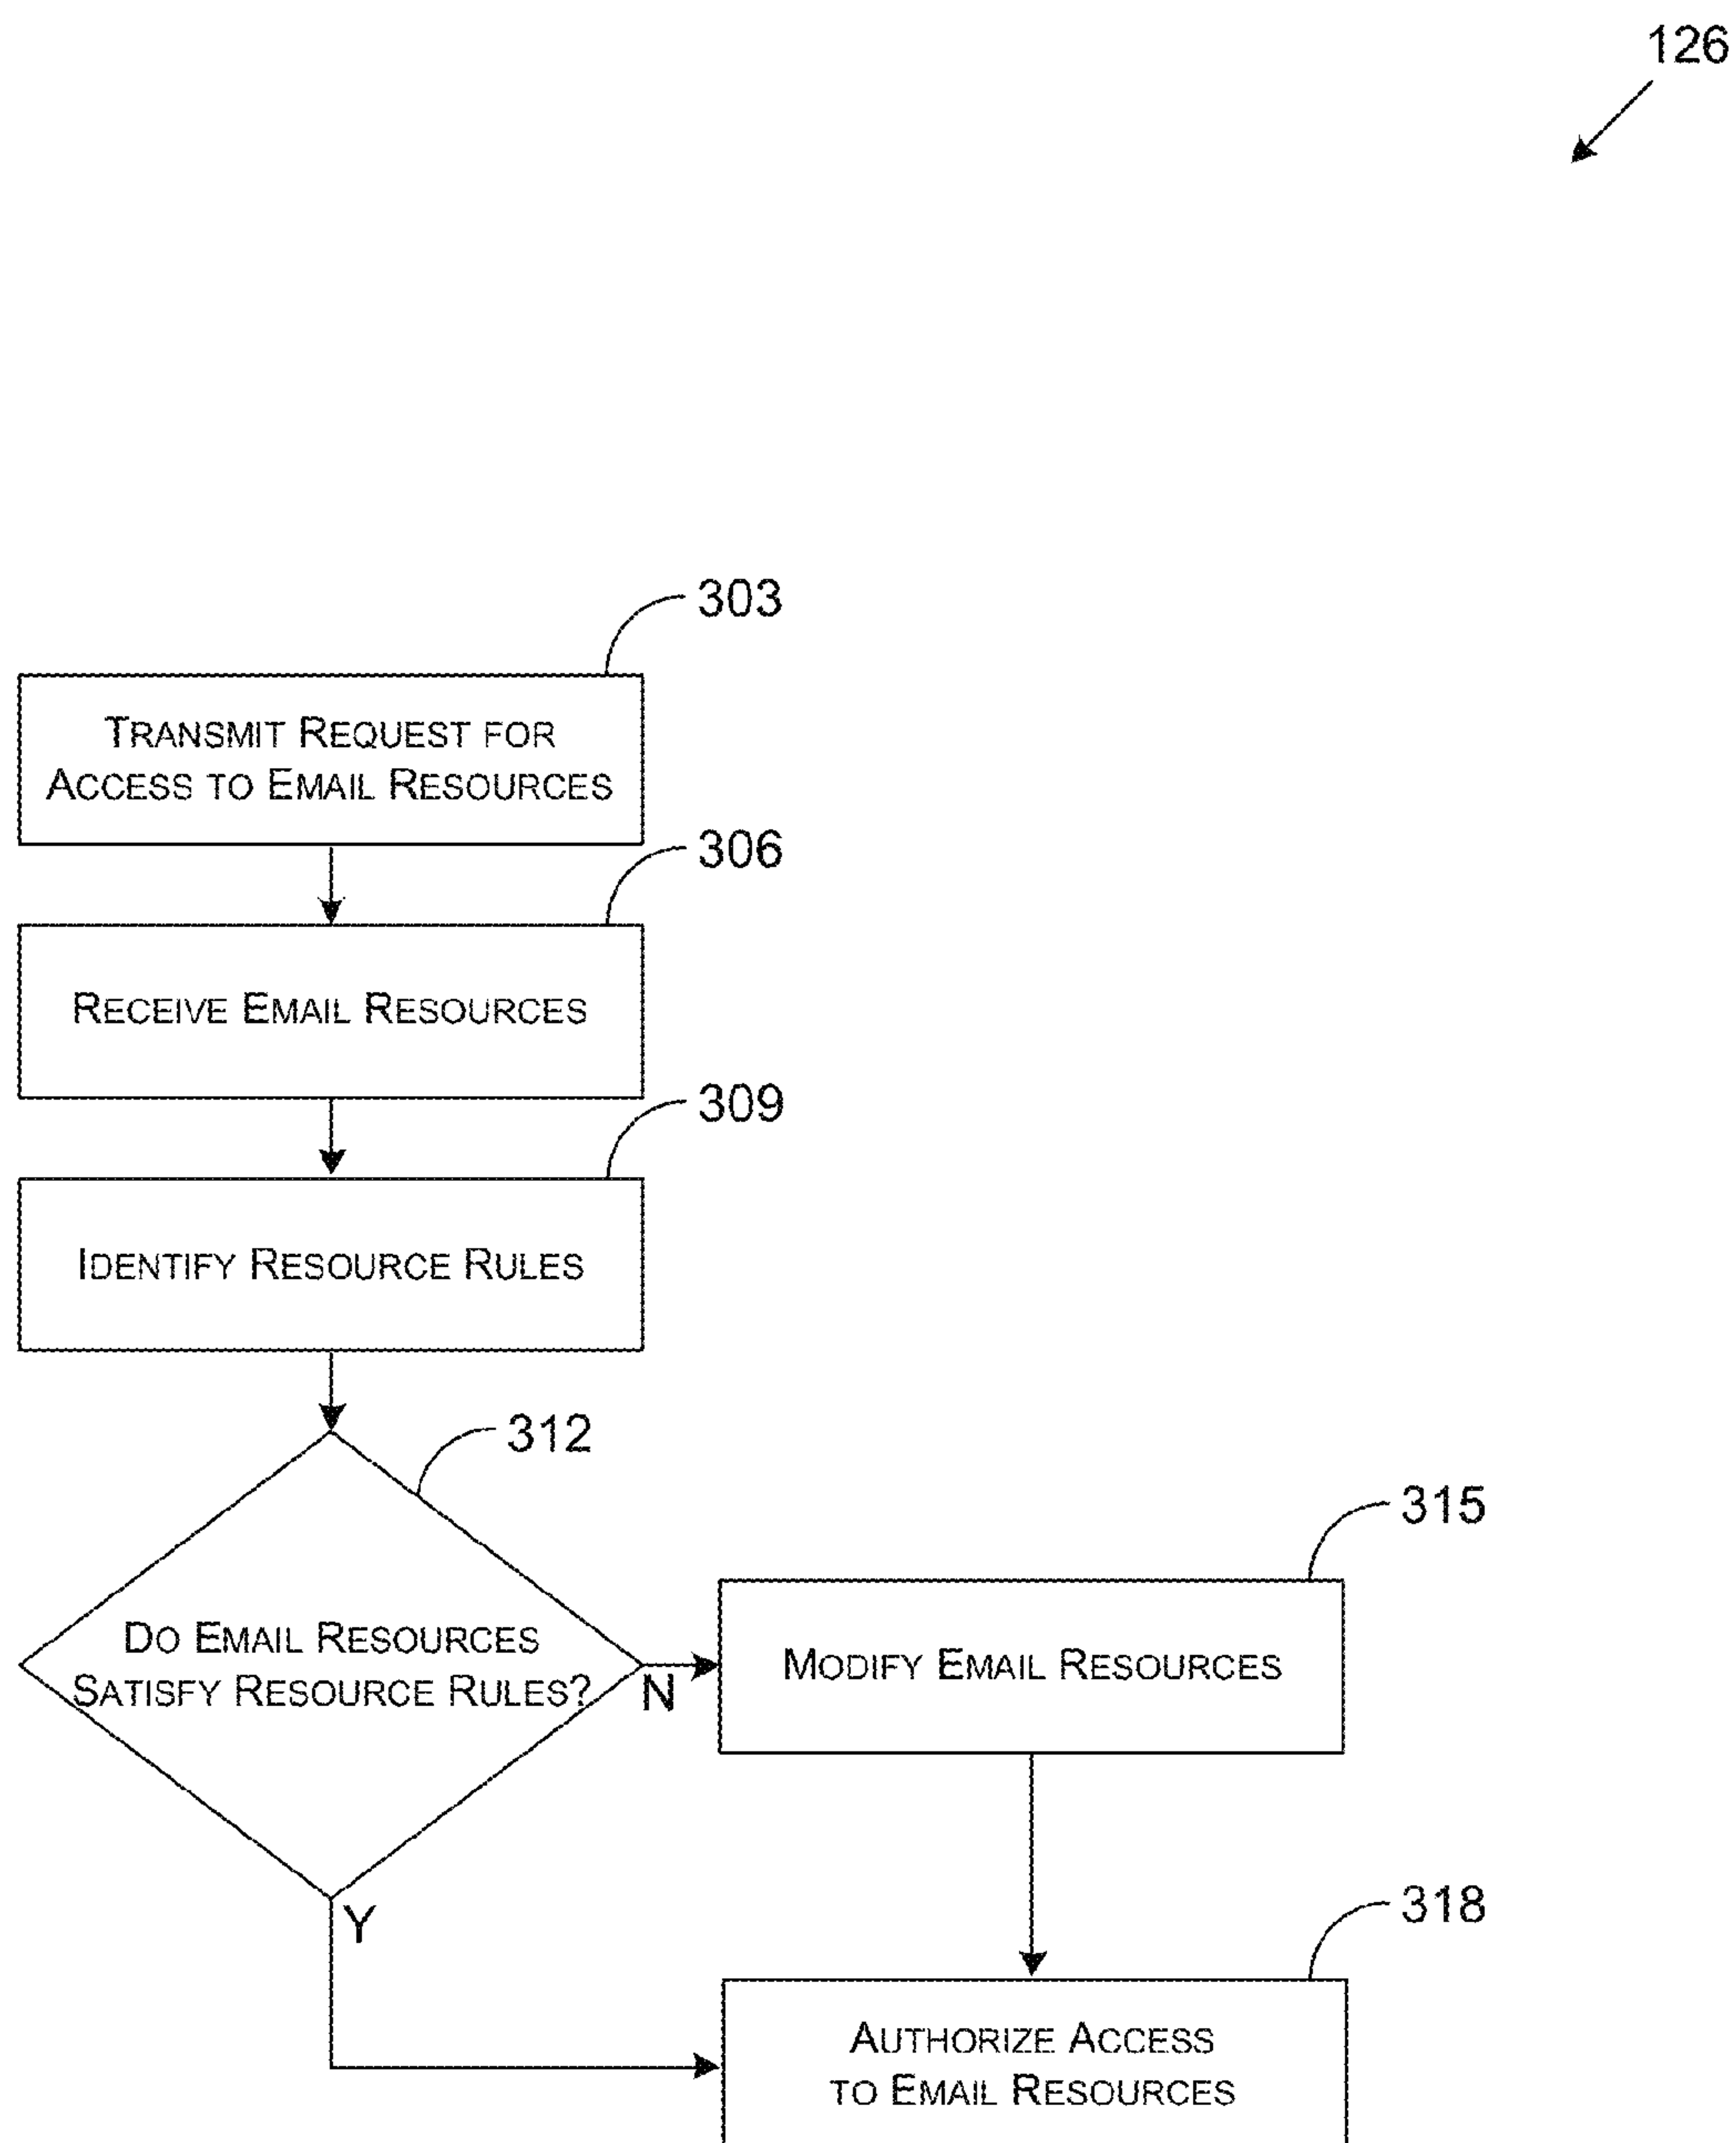 126
303
TRANSMIT REQUEST FOR
ACCESS TO EMAIL RESOURCES
306
RECEIVE EMAIL RESOURCES
309
IDENTIFY RESOURCE RULES
312
DO EMAIL RESOURCES
SATISFY RESOURCE RULES?
N
315
MODIFY EMAIL RESOURCES
Y
318
AUTHORIZE ACCESS
TO EMAIL RESOURCES